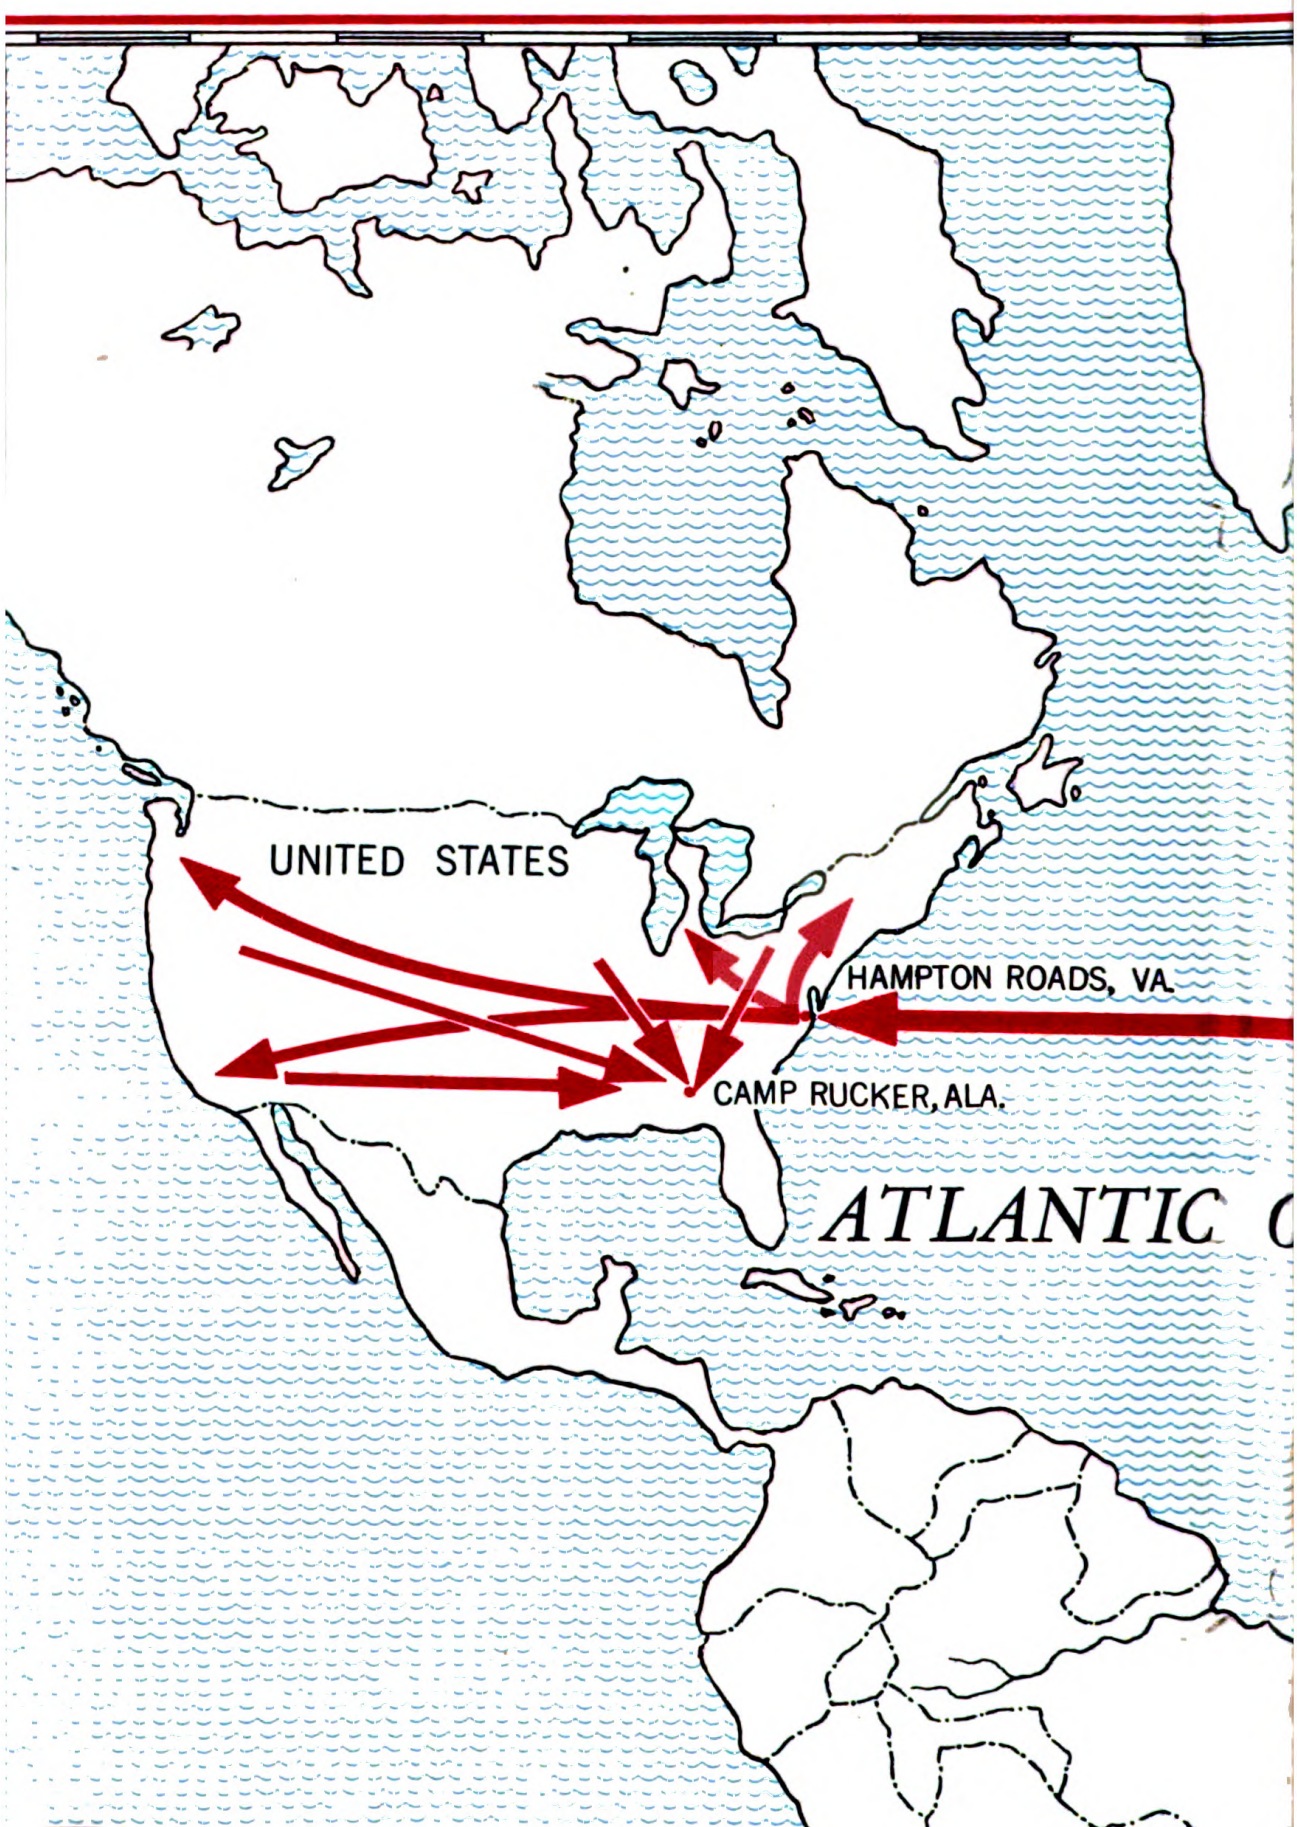 UNITED STATES
HAMPTON ROADS, VA.
CAMP RUCKER, ALA.
ATLANTIC